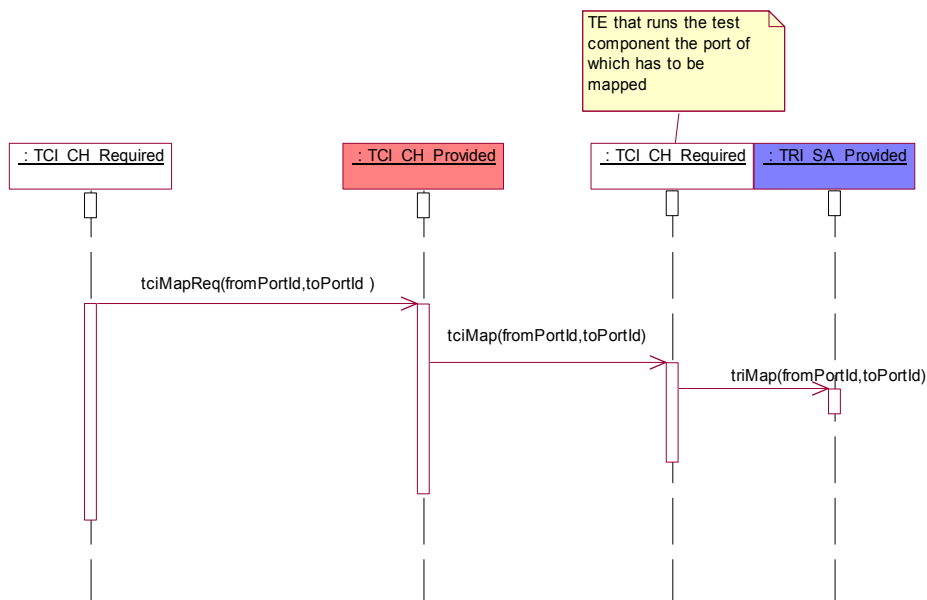 TE that runs the test
component the port of
which has to be
mapped
: TCI_CH_Required
: TCI_CH_Provided
: TCI_CH_Required
: TRI_SA_Provided
tciMapReq(fromPortId,toPortId )
tciMap(fromPortId,toPortId)
triMap(fromPortId,toPortId)